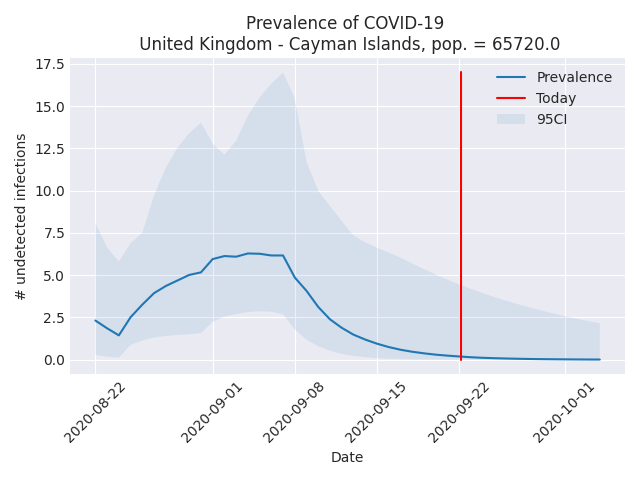 Prevalence of COVID-19
United Kingdom - Cayman Islands, pop. = 65720.0
17.5
15.0
12.5
10.0
7.5
5.0
2.5
0.0
# undetected infections
Prevalence
Today
95CI
2020-08-22
2020-09-01
2020-09-08
2020-09-15
2020-09-22
2020-10-01
Date